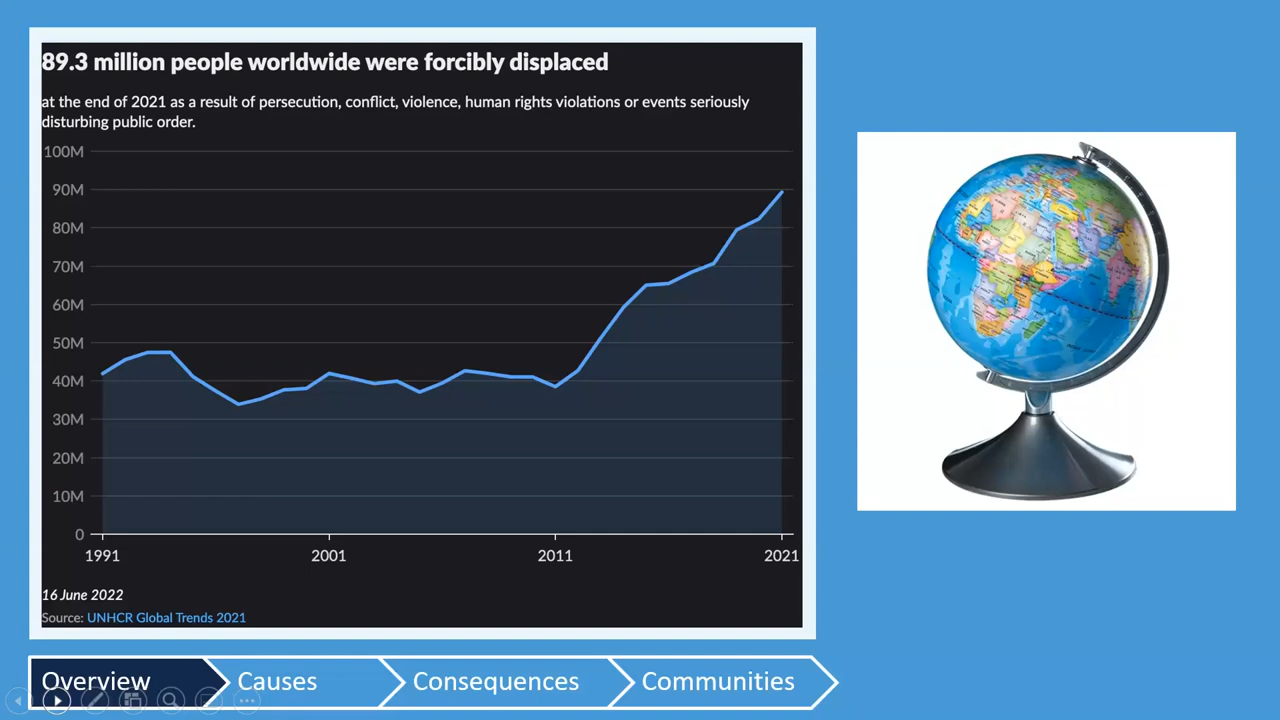 89.3 million people worldwide were forcibly displaced
at the end of 2021 as a result of persecution, conflict, violence, human rights violations or events seriously
disturbing public order.
100M
90M
80M
70M
60M
50M
40M
30M
20M
10M
0
1991 2001 2011 2021
16 June 2022
Source: UNHCR Global Trends 2021
Overview Causes Consequences Communities